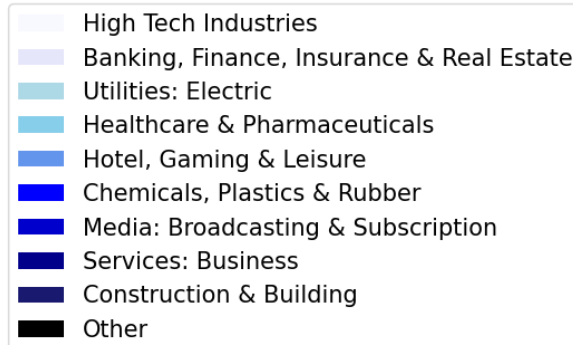 High Tech Industries
Banking, Finance, Insurance & Real Estate
Utilities: Electric
Healthcare & Pharmaceuticals
Hotel, Gaming & Leisure
Chemicals, Plastics & Rubber
Media: Broadcasting & Subscription
Services: Business
Construction & Building
Other